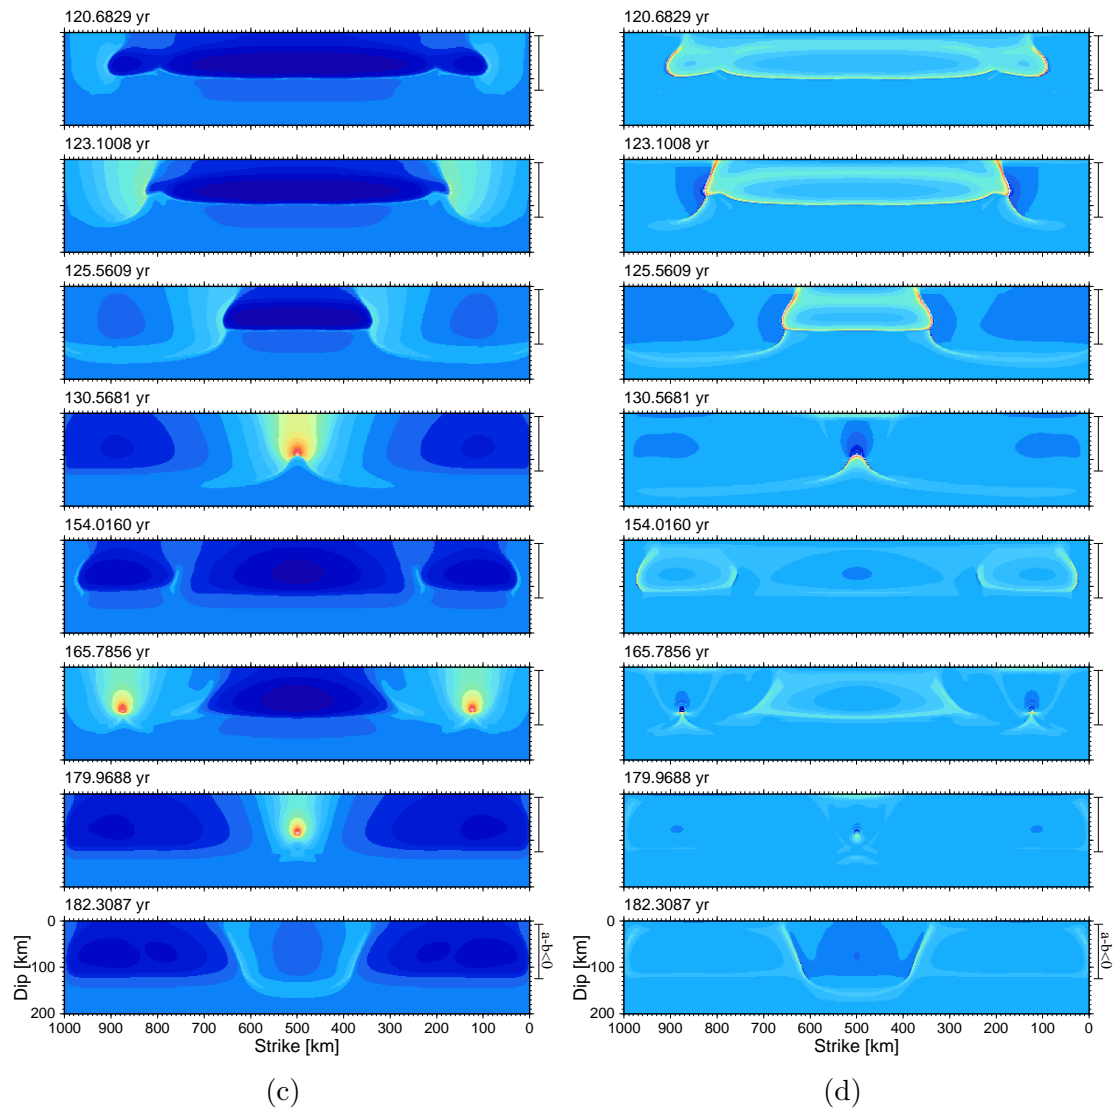 120.6829 yr
120.6829 yr
123.1008 yr
123.1008 yr
125.5609 yr
125.5609 yr
130.5681 yr
130.5681 yr
154.0160 yr
154.0160 yr
165.7856 yr
165.7856 yr
179.9688 yr
179.9688 yr
182.3087 yr
182.3087 yr
0
100
200
Dip [km]
a-b<0
0
100
200
Dip [km]
a-b<0
1000 900 800 700 600 500 400 300 200 100 0
1000 900 800 700 600 500 400 300 200 100 0
Strike [km]
Strike [km]
(c)
(d)